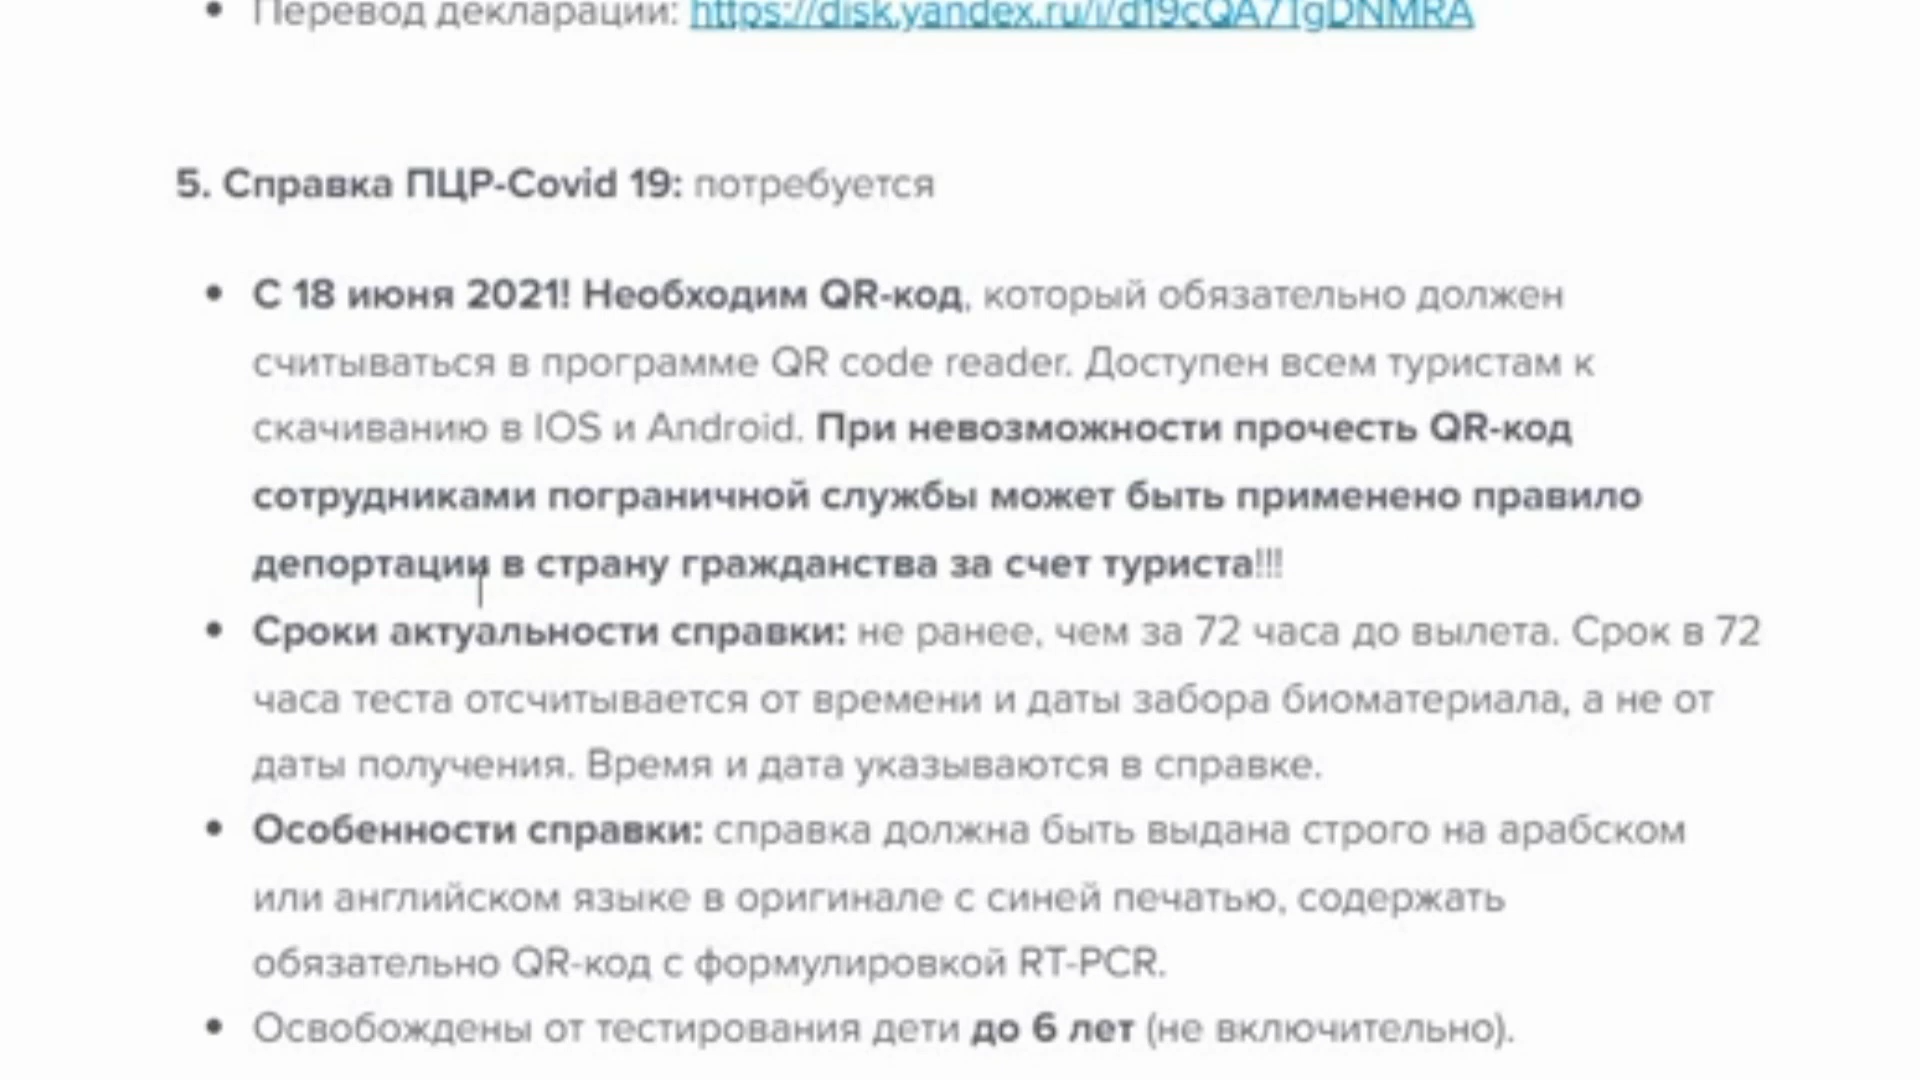 Перевод декларации: https://disk.yandex.ru/i/d19cQA71gDNMRA
5. Справка ПЦР-Covid 19: потребуется
С 18 июня 2021! Необходим QR-код, который обязательно должен
считываться в программе QR code reader. Доступен всем туристам к
скачиванию в IOS и Android. При невозможности прочесть QR-код
сотрудниками пограничной службы может быть применено правило
депортации в страну гражданства за счет туриста!!!
Сроки актуальности справки: не ранее, чем за 72 часа до вылета. Срок в 72
часа теста отсчитывается от времени и даты забора биоматериала, а не от
даты получения. Время и дата указываются в справке.
Особенности справки: справка должна быть выдана строго на арабском
или английском языке в оригинале с синей печатью, содержать
обязательно QR-код с формулировкой RT-PCR.
Освобождены от тестирования дети до 6 лет (не включительно).